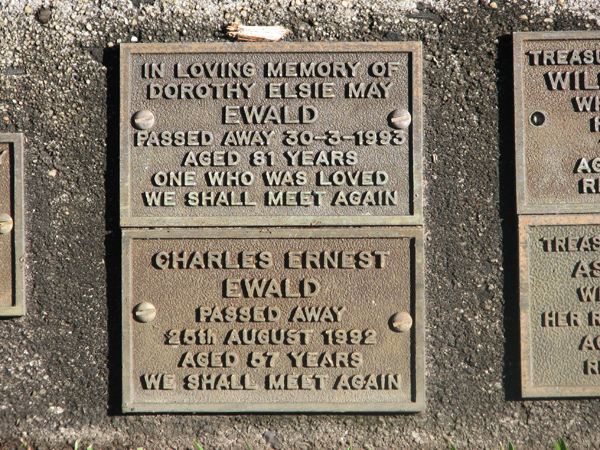 IN LOVING MEMORY OF
DOROTHY ELSIE MAY
EWALD
PASSED AWAY 30-3-1993
AGED 81 YEARS
ONE WHO WAS LOVED
WE SHALL MEET AGAIN
CHARLES ERNEST
EWALD
PASSED AWAY
25th AUGUST 1992
AGED 57 YEARS
WE SHALL MEET AGAIN
HER